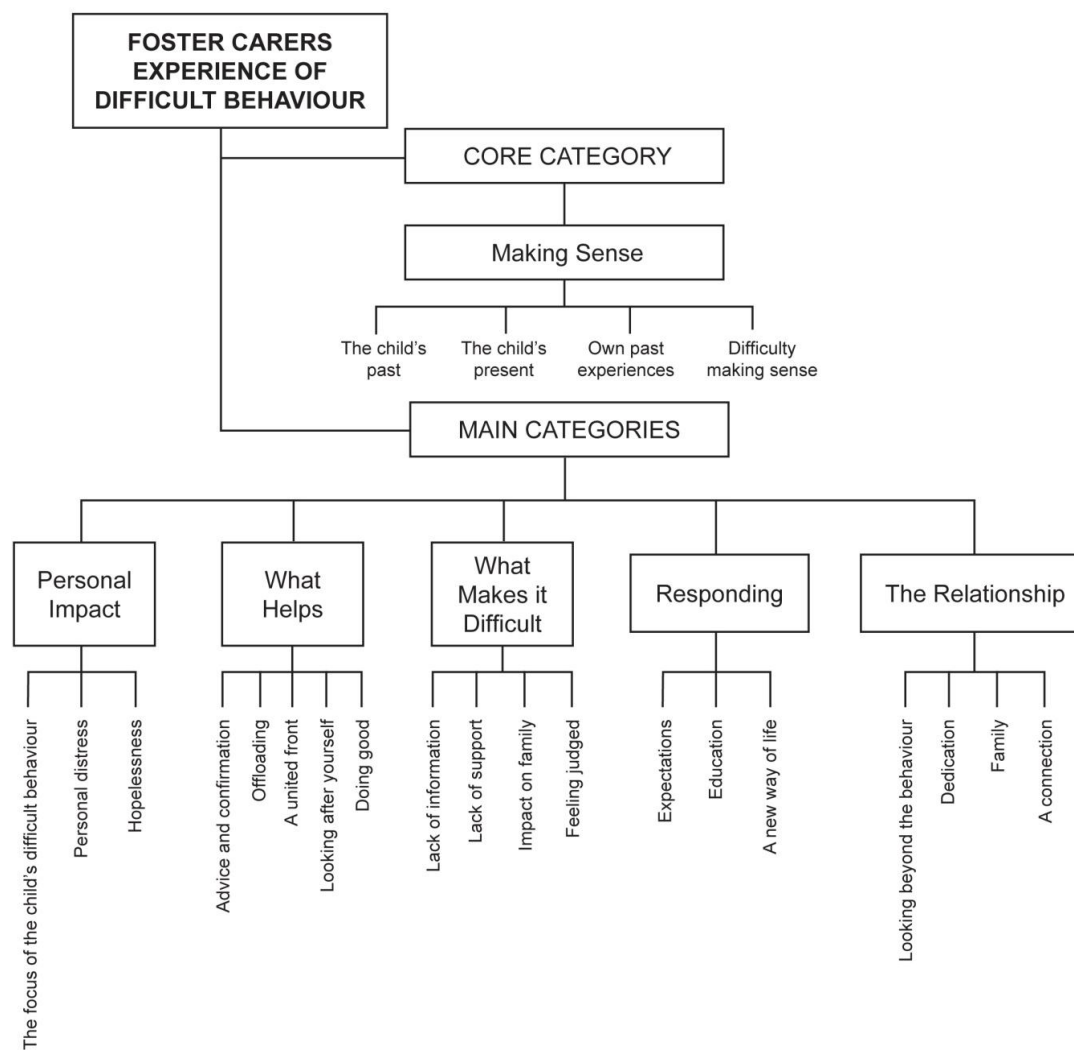 FOSTER CARERS
EXPERIENCE OF
DIFFICULT BEHAVIOUR
CORE CATEGORY
Making Sense
The child's
past
The child's
present
Own past
experiences
Difficulty
making sense
MAIN CATEGORIES
Personal
Impact
What
Helps
What
Makes it
Difficult
Responding
The Relationship
The focus of the child's difficult behaviour
Personal distress
Hopelessness
Advice and confirmation
Offloading
A united front
Looking after yourself
Doing good
Lack of information
Lack of support
Impact on family
Feeling judged
Expectations
Education
A new way of life
Looking beyond the behaviour
Dedication
Family
A connection